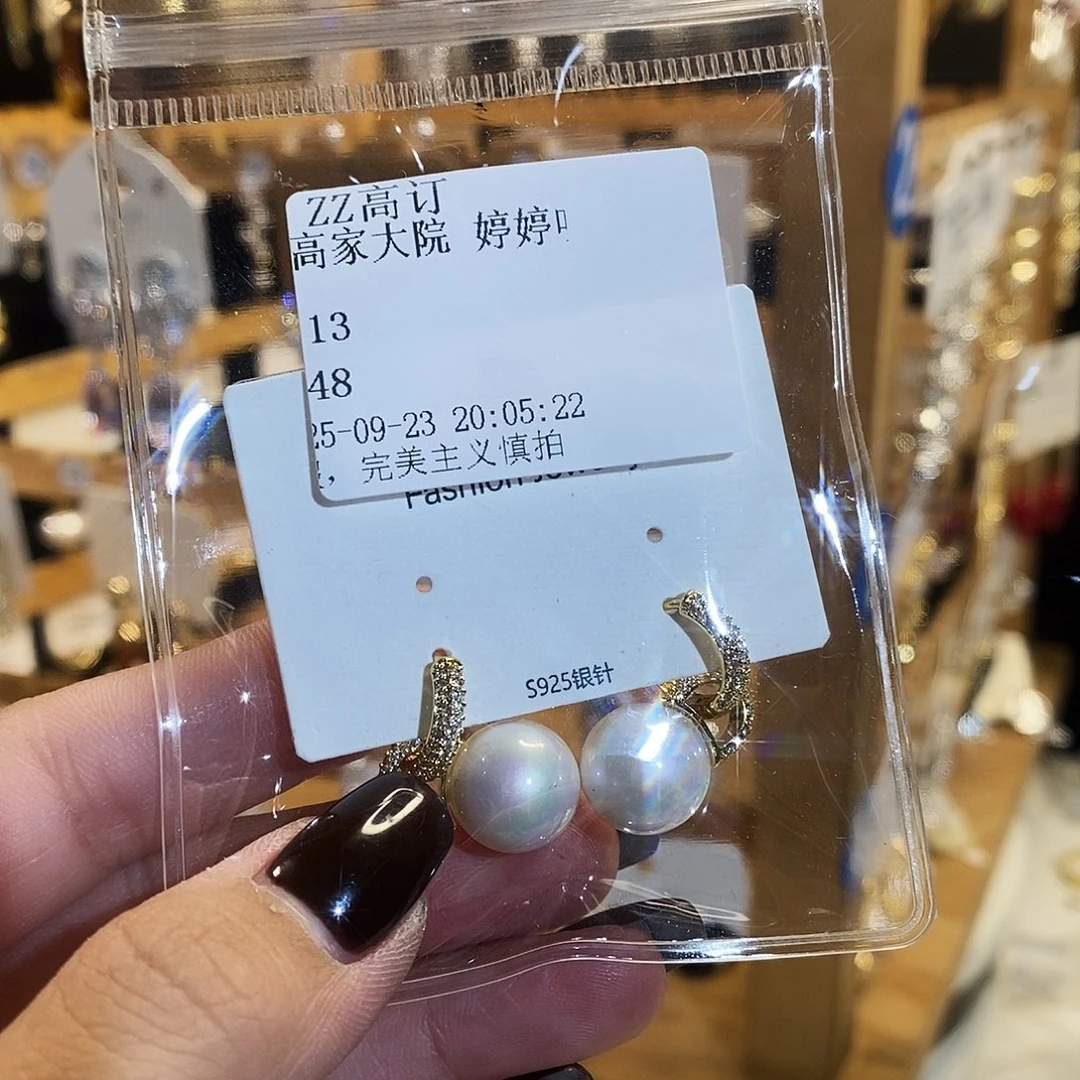 ZZ高订
高家大院 婷婷
13
48
25-09-23 20:05:22
, 完美主义慎拍
Fashion
S925银针